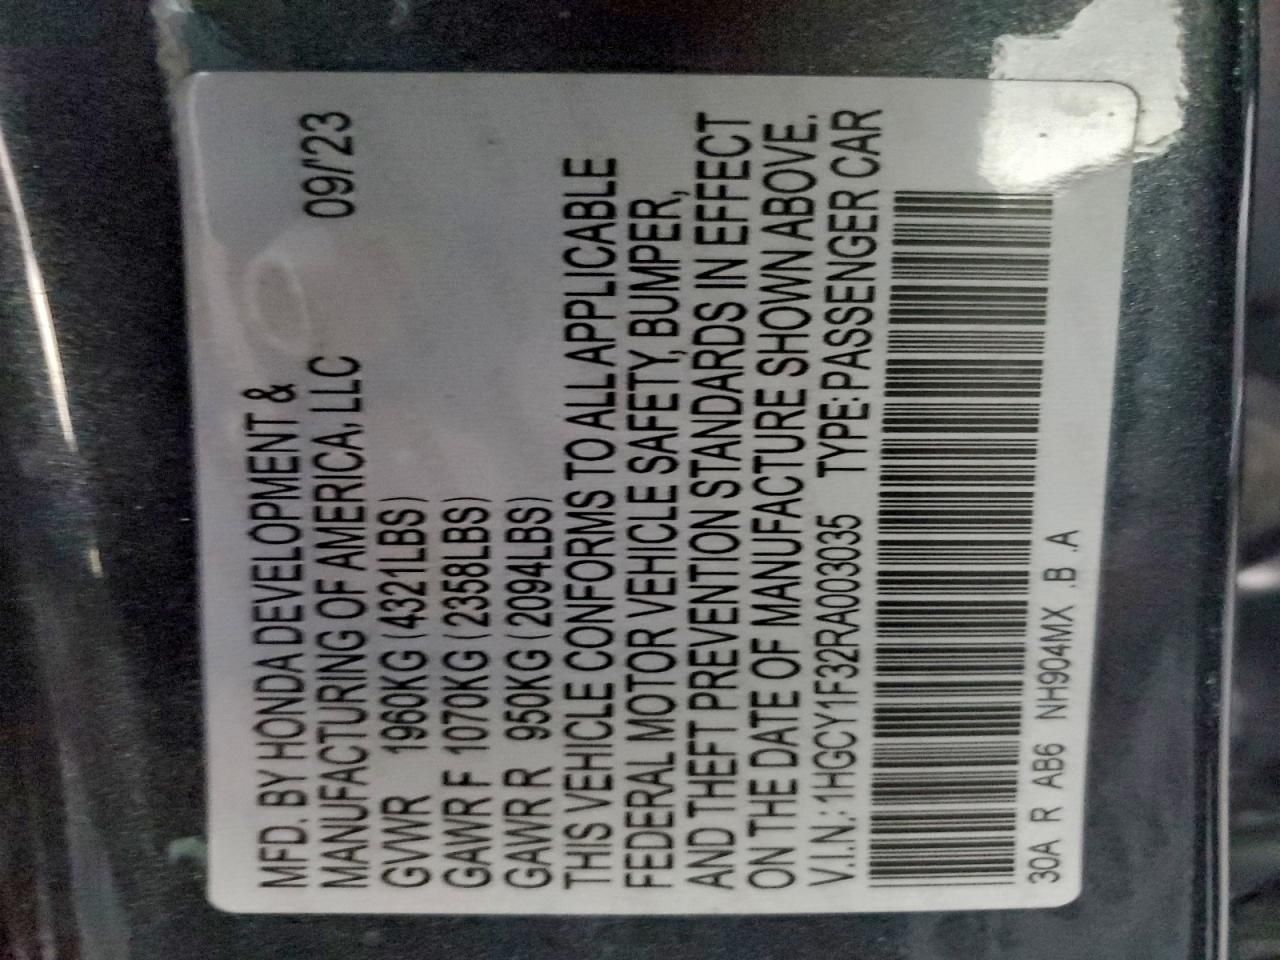 MFD. BY HONDA DEVELOPMENT &
MANUFACTURING OF AMERICA, LLC 09/'23
GVWR 1960KG (4321LBS)
GAWR F 1070KG (2358LBS)
GAWR R 950KG (2094LBS)
THIS VEHICLE CONFORMS TO ALL APPLICABLE
FEDERAL MOTOR VEHICLE SAFETY, BUMPER,
AND THEFT PREVENTION STANDARDS IN EFFECT
ON THE DATE OF MANUFACTURE SHOWN ABOVE.
V.I.N.: 1HGCY1F32RA003035 TYPE: PASSENGER CAR
30A R AB6 NH904MX .B .A